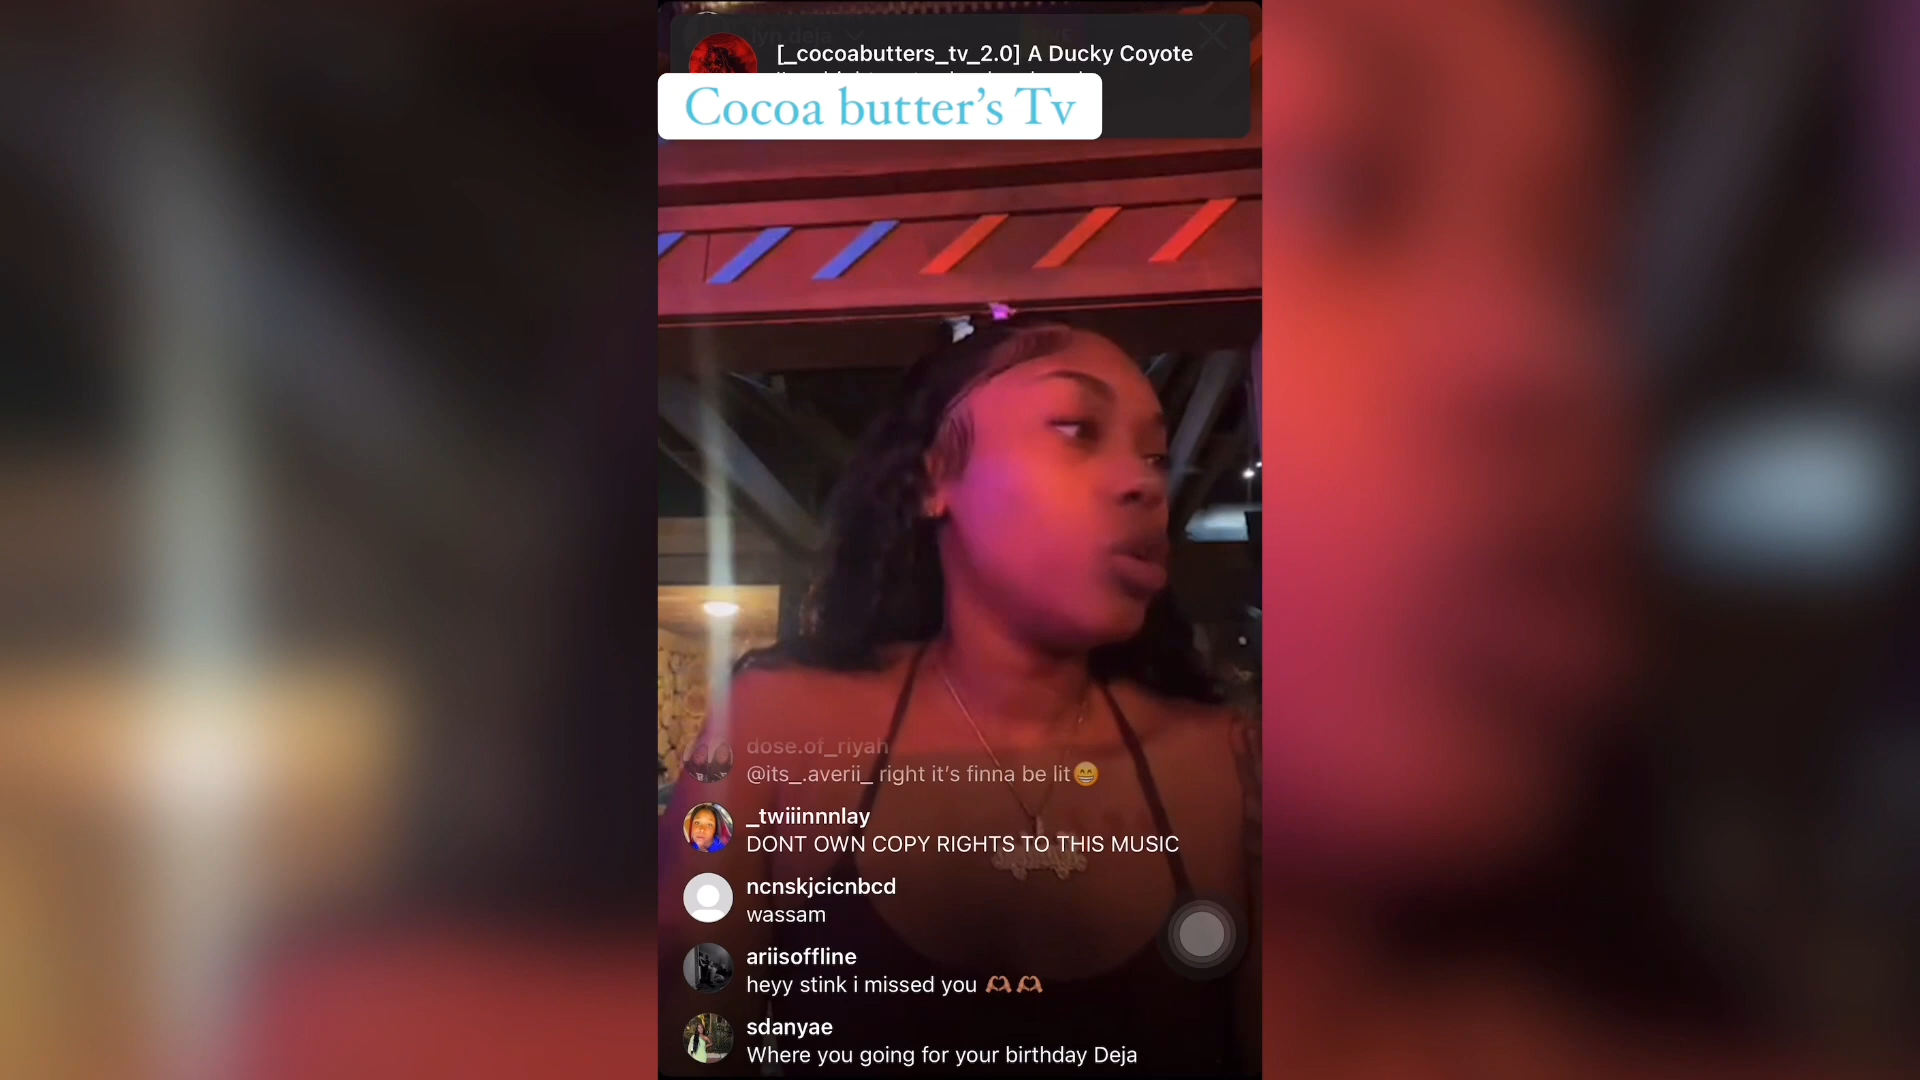 lyn.deja
[_cocoabutters_tv_2.0] A Ducky Coyote
Cocoa butter’s Tv
dose.of_riyah
@its_.averii_ right it’s finna be lit😁
_twiiinnnlay
DONT OWN COPY RIGHTS TO THIS MUSIC
ncnskjcicnbcd
wassam
ariisoffline
heyy stink i missed you 🫶🏽🫶🏽
sdanyae
Where you going for your birthday Deja